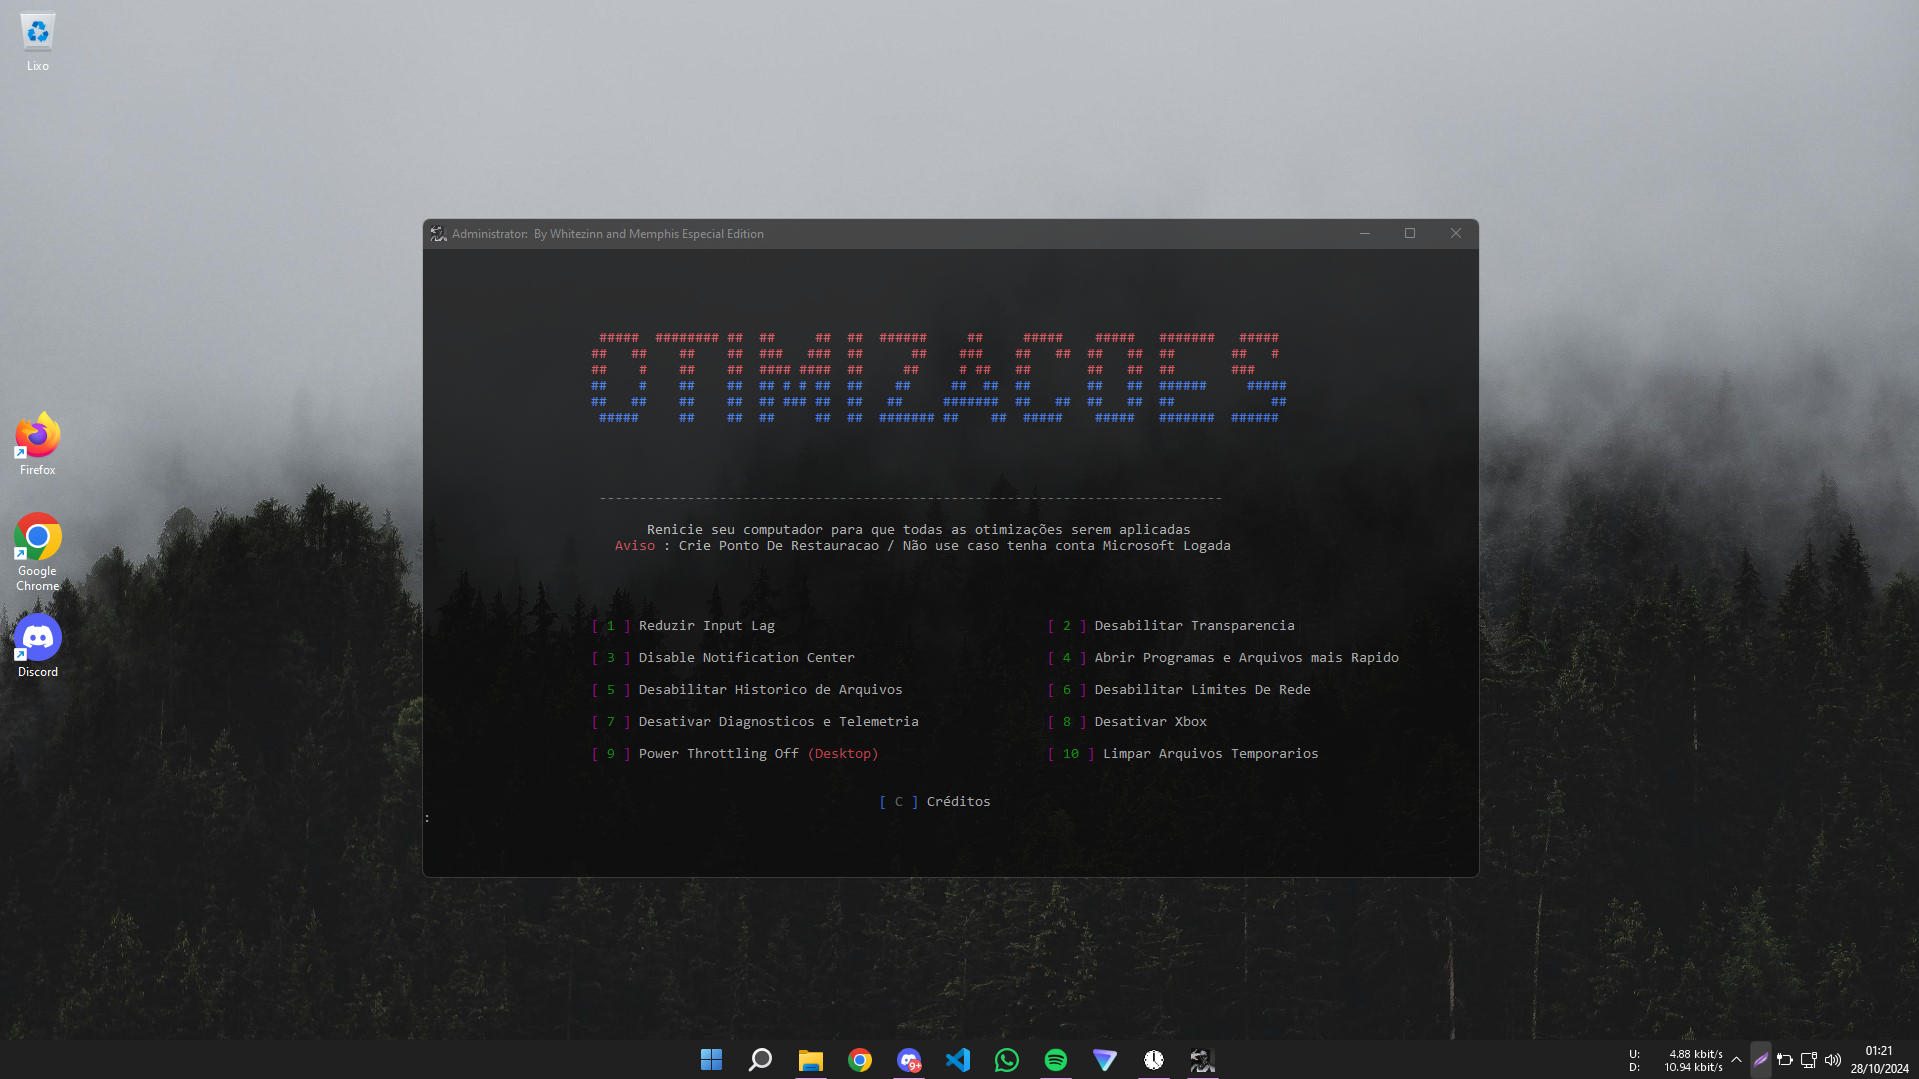 Lixo
Firefox
Google
Chrome
Discord
Administrator:  By Whitezinn and Memphis Especial Edition
OTIMIZACOES
--------------------------------------------------------------------------------
Renicie seu computador para que todas as otimizações serem aplicadas
Aviso : Crie Ponto De Restauracao / Não use caso tenha conta Microsoft Logada
[ 1 ] Reduzir Input Lag
[ 2 ] Desabilitar Transparencia
[ 3 ] Disable Notification Center
[ 4 ] Abrir Programas e Arquivos mais Rapido
[ 5 ] Desabilitar Historico de Arquivos
[ 6 ] Desabilitar Limites De Rede
[ 7 ] Desativar Diagnosticos e Telemetria
[ 8 ] Desativar Xbox
[ 9 ] Power Throttling Off (Desktop)
[ 10 ] Limpar Arquivos Temporarios
[ C ] Créditos
:
9+
U: 4.88 kbit/s
D: 10.94 kbit/s
01:21
28/10/2024